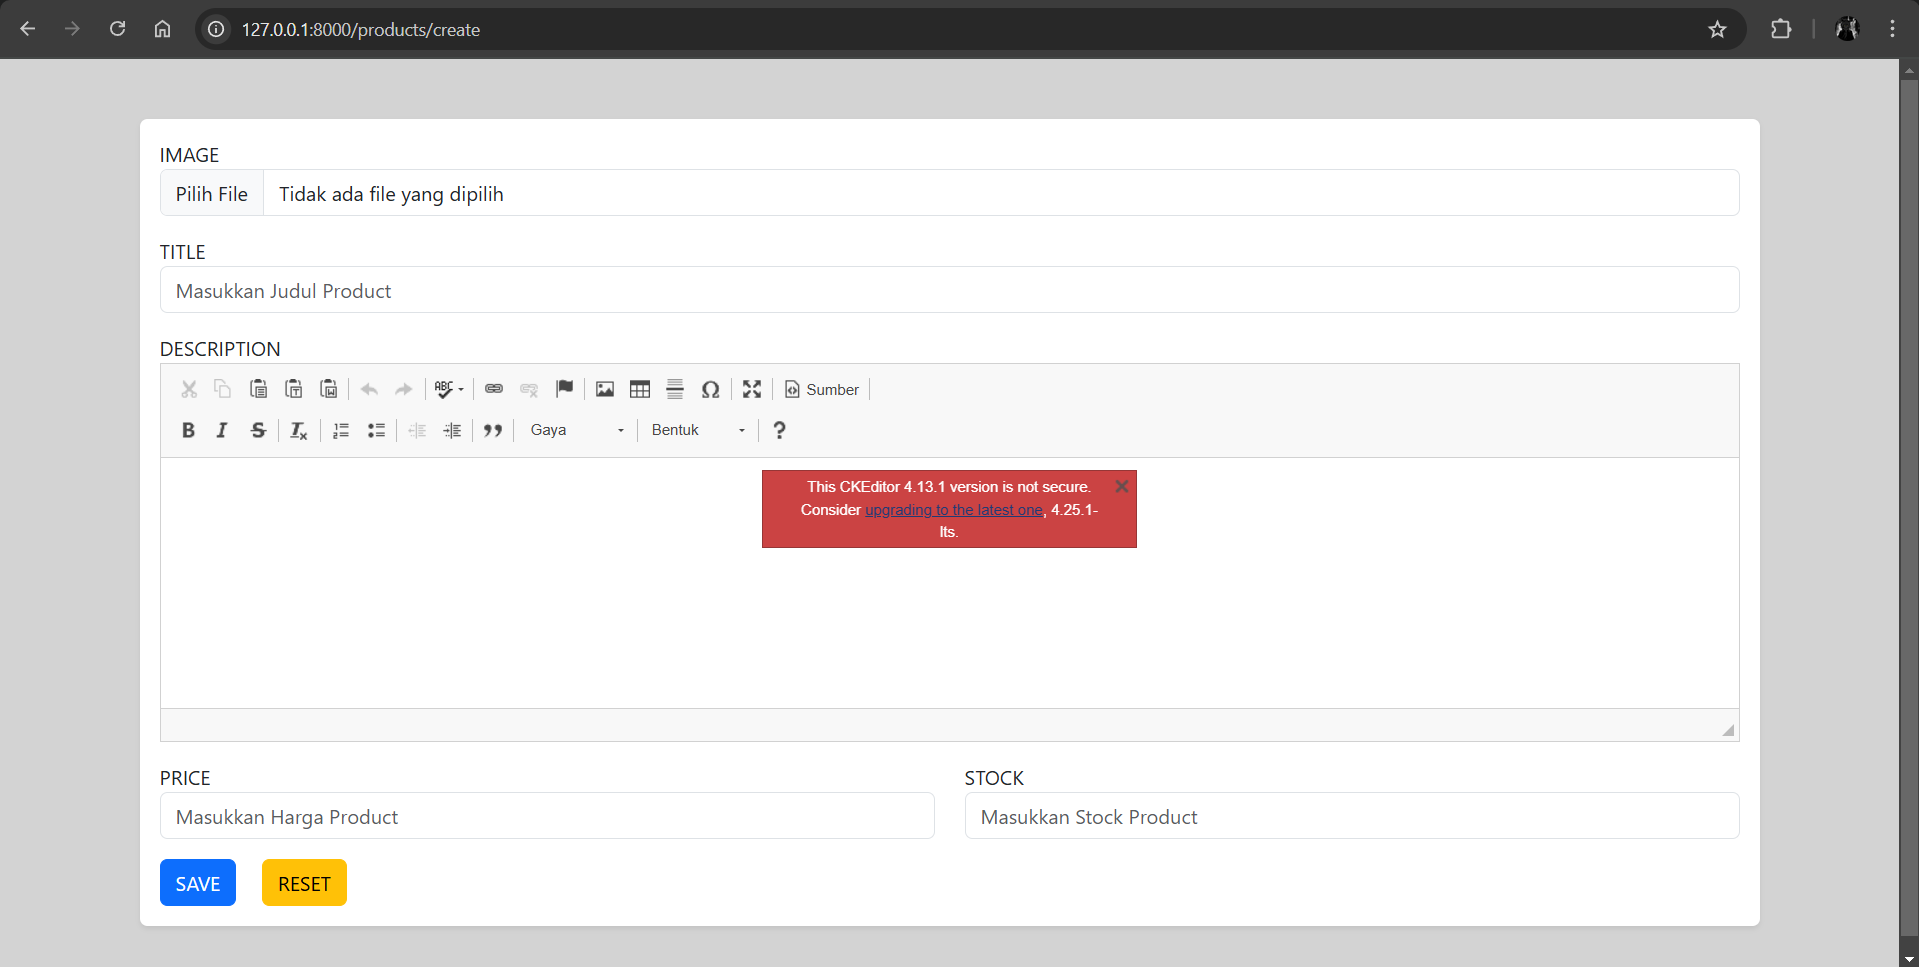 127.0.0.1:8000/products/create
IMAGE
Pilih File Tidak ada file yang dipilih
TITLE
Masukkan Judul Product
DESCRIPTION
ABC Sumber
Gaya Bentuk
This CKEditor 4.13.1 version is not secure.
Consider upgrading to the latest one, 4.25.1-
lts.
PRICE STOCK
Masukkan Harga Product Masukkan Stock Product
SAVE RESET